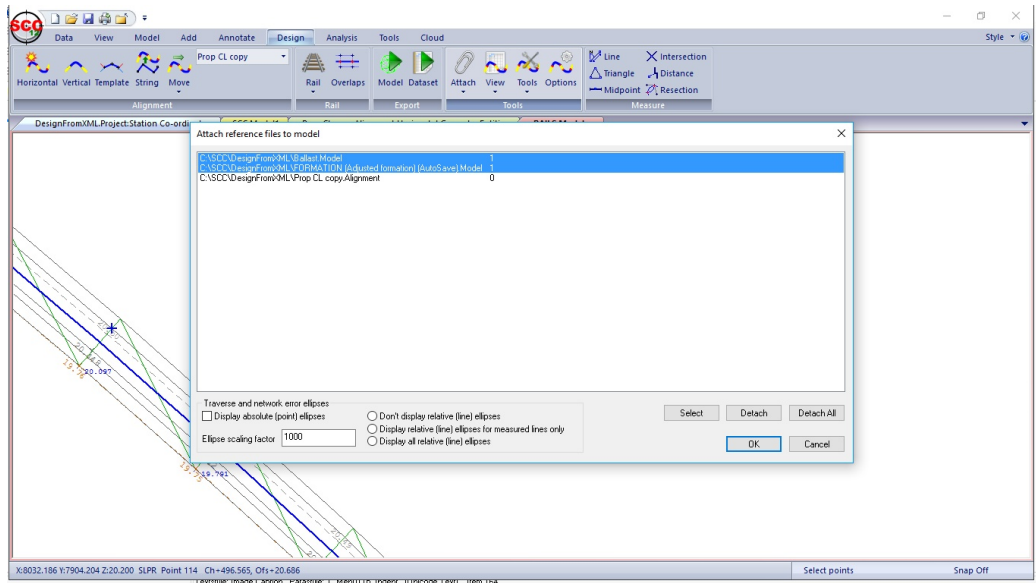 SCC
Data View Model Add Annotate Design Analysis Tools Cloud
Style
Prop CL copy
Line
Intersection
Triangle
Distance
Midpoint
Resection
Horizontal Vertical Template String Move
Rail Overlaps
Model Dataset
Attach View Tools Options
Alignment
Rail
Export
Tools
Measure
DesignFromXML.Project:Station Co-ordi
Attach reference files to model
C:\SCC\DesignFromXML\Ballast.Model 1
C:\SCC\DesignFromXML\FORMATION (Adjusted formation) (AutoSave).Model 1
C:\SCC\DesignFromXML\Prop CL copy.Alignment 0
20.097
19.76
19.791
19.75
Traverse and network error ellipses
Display absolute (point) ellipses
Ellipse scaling factor 1000
Don't display relative (line) ellipses
Display relative (line) ellipses for measured lines only
Display all relative (line) ellipses
Select
Detach
Detach All
OK
Cancel
X:8032.186 Y:7904.204 Z:20.200 SLPR Point 114 Ch+496.565, Ofs+20.686
Select points
Snap Off